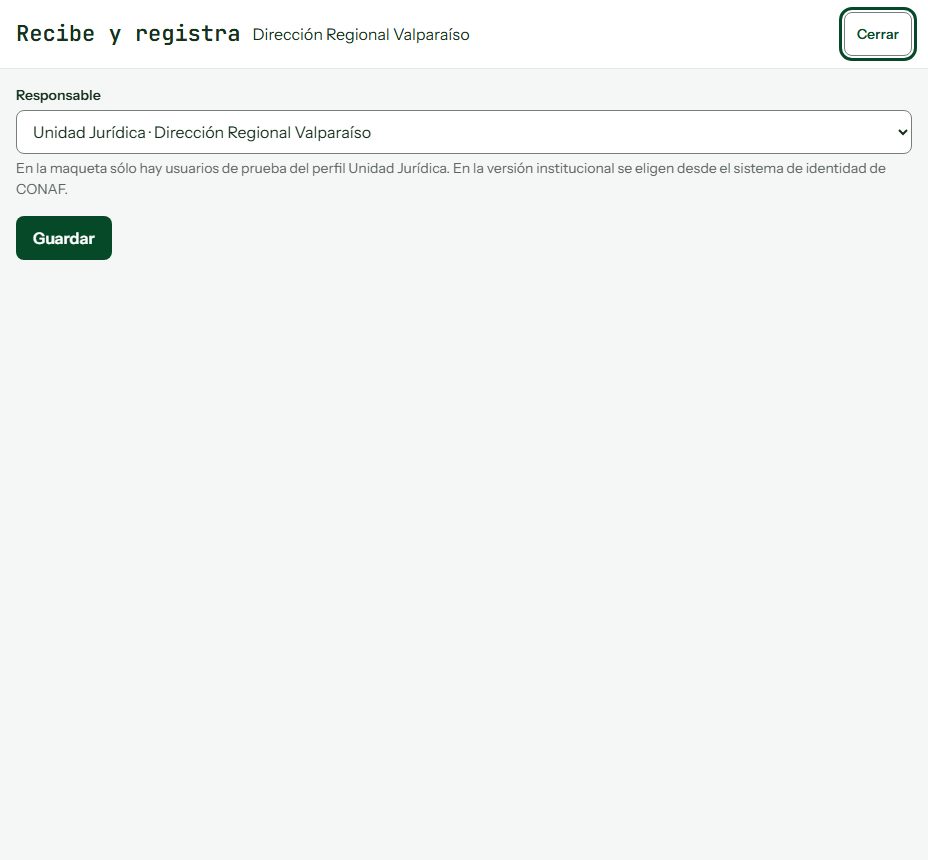 Recibe y registra Dirección Regional Valparaíso
Cerrar
Responsable
Unidad Jurídica · Dirección Regional Valparaíso
En la maqueta sólo hay usuarios de prueba del perfil Unidad Jurídica. En la versión institucional se eligen desde el sistema de identidad de
CONAF.
Guardar